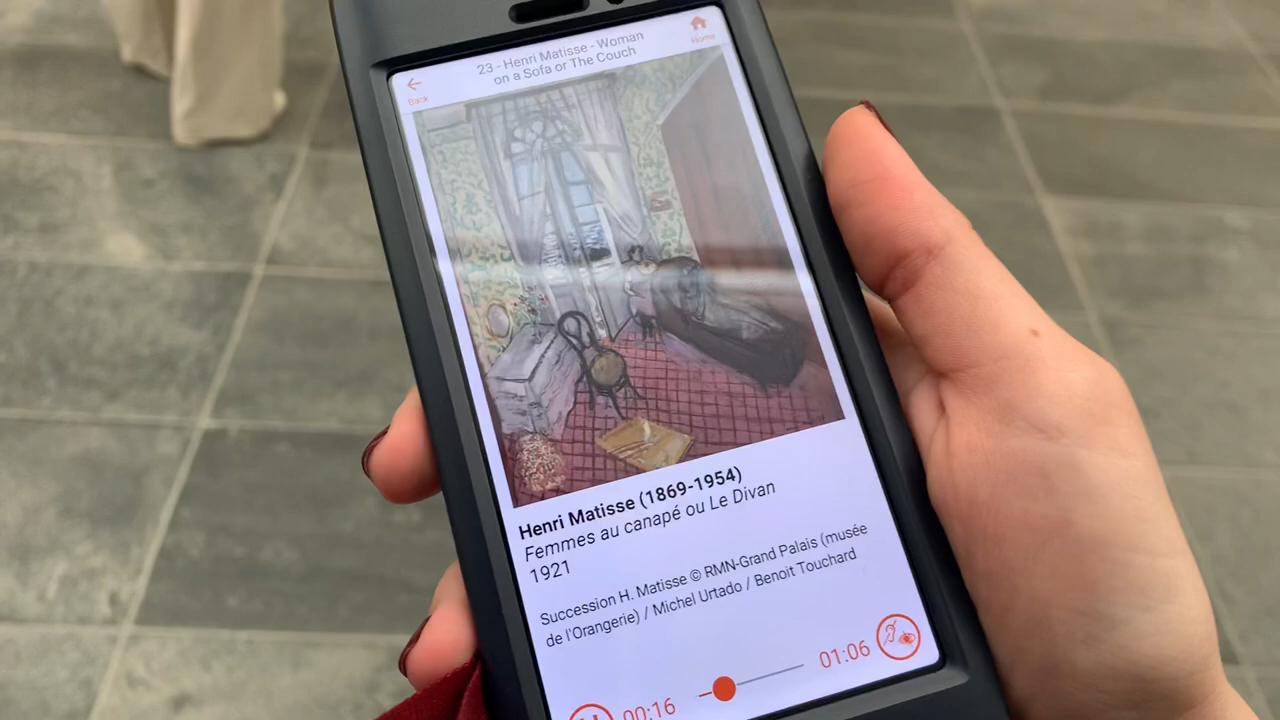 Back
23 - Henri Matisse - Woman
on a Sofa or The Couch
Home
Henri Matisse (1869-1954)
Femmes au canapé ou Le Divan
1921
Succession H. Matisse © RMN-Grand Palais (musée
de l'Orangerie) / Michel Urtado / Benoit Touchard
00:16
01:06